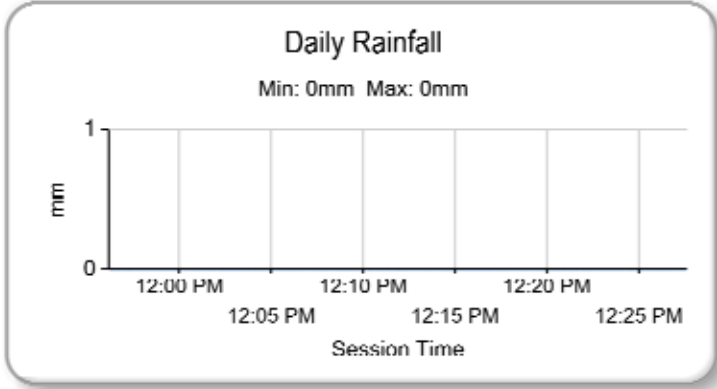 Daily Rainfall
Min: 0mm Max: 0mm
1
mm
0
12:00 PM 12:10 PM 12:20 PM
12:05 PM 12:15 PM 12:25 PM
Session Time